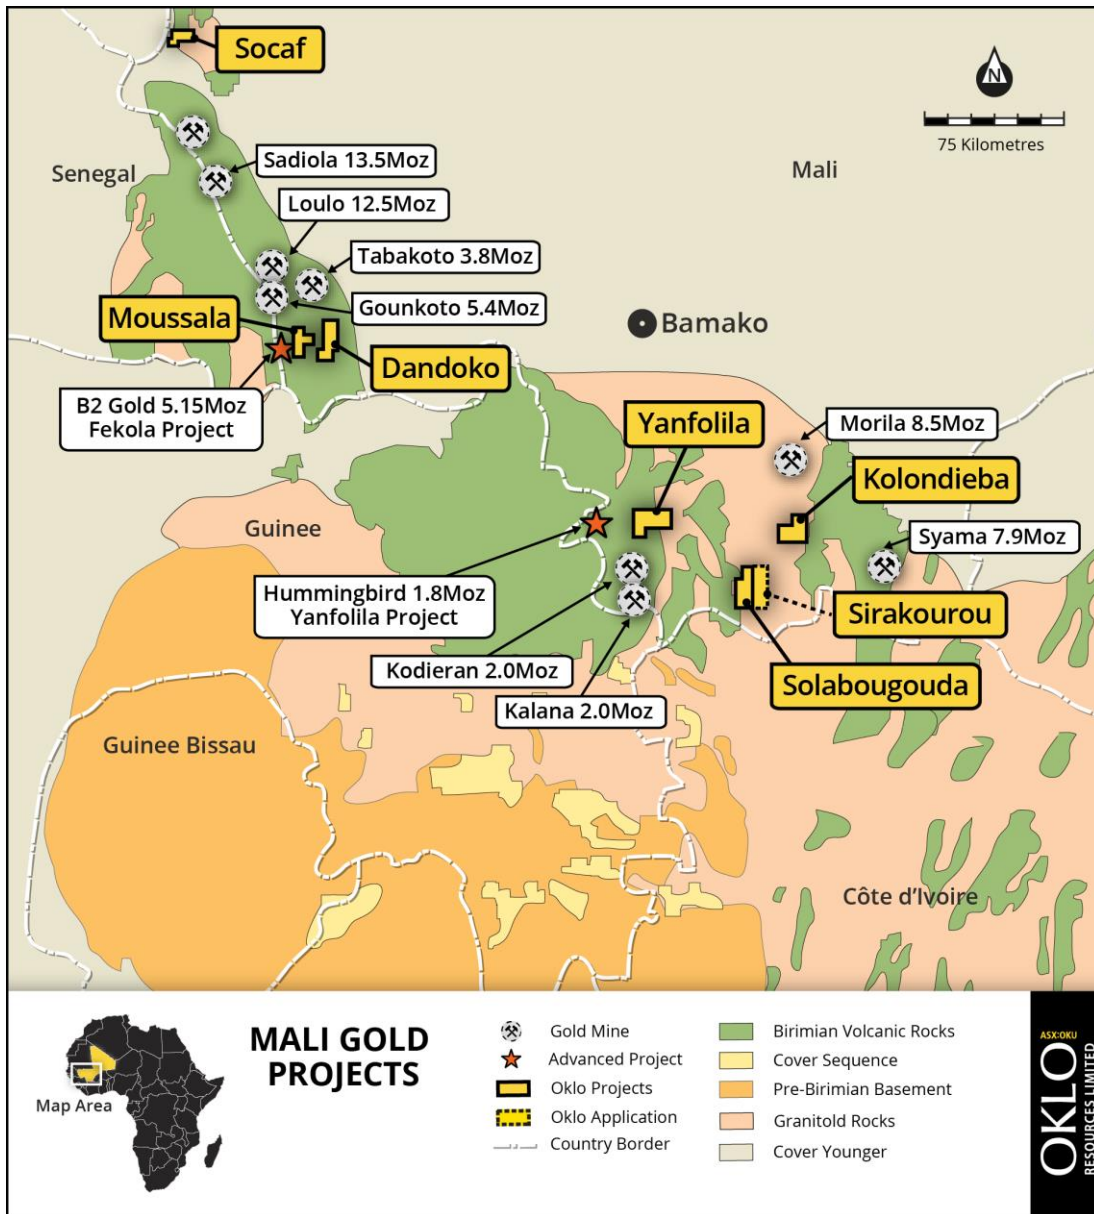 Socaf
N
75 Kilometres
Mali
Senegal
Sadiola 13.5Moz
Loulo 12.5Moz
Tabakoto 3.8Moz
Gounkoto 5.4Moz
Moussala
Dandoko
Bamako
B2 Gold 5.15Moz
Fekola Project
Yanfolila
Morila 8.5Moz
Kolondieba
Guinee
Syama 7.9Moz
Hummingbird 1.8Moz
Yanfolila Project
Sirakourou
Kodieran 2.0Moz
Solabougouda
Kalana 2.0Moz
Guinee Bissau
Côte d'Ivoire
Map Area
MALI GOLD
PROJECTS
Gold Mine
Advanced Project
Oklo Projects
Oklo Application
Country Border
Birimian Volcanic Rocks
Cover Sequence
Pre-Birimian Basement
Granitold Rocks
Cover Younger
ASX:OKU
OKLO
RESOURCES LIMITED